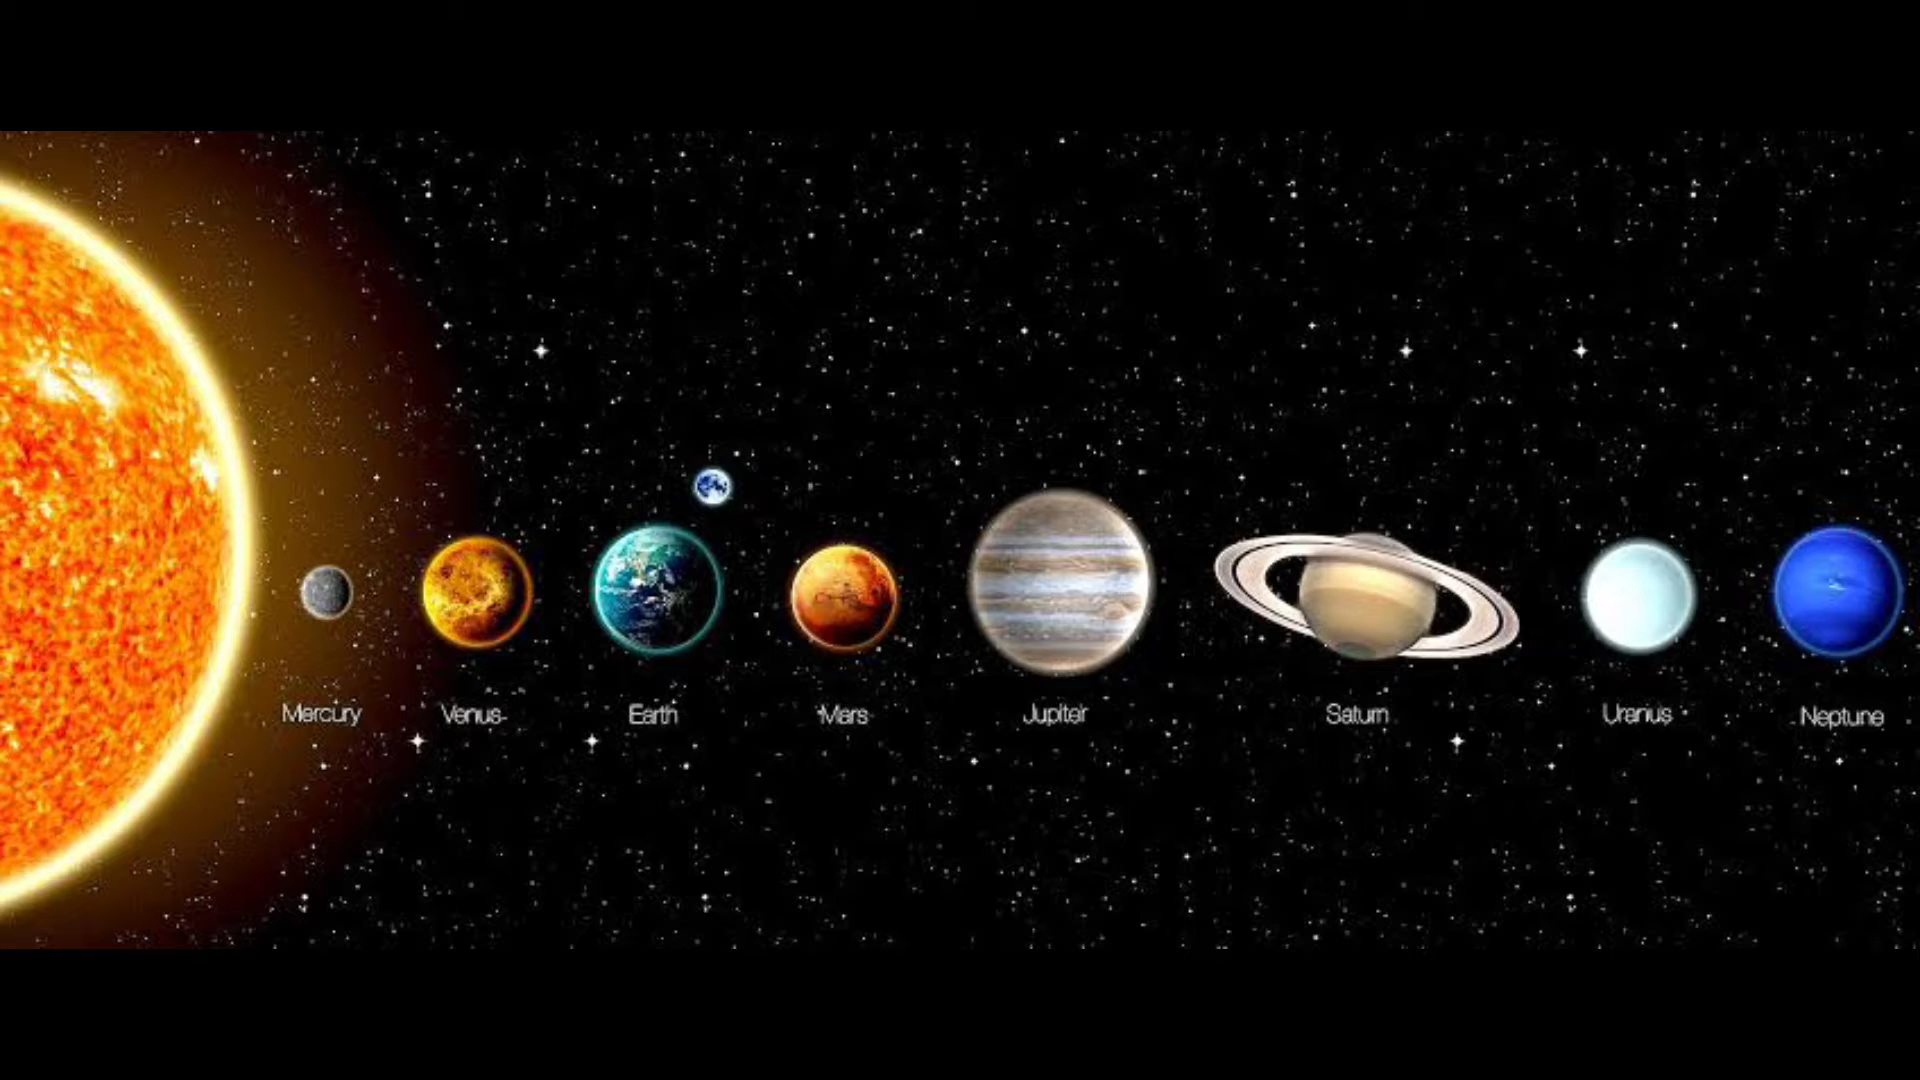 Mercury
Venus
Earth
Mars
Jupiter
Saturn
Uranus
Neptune